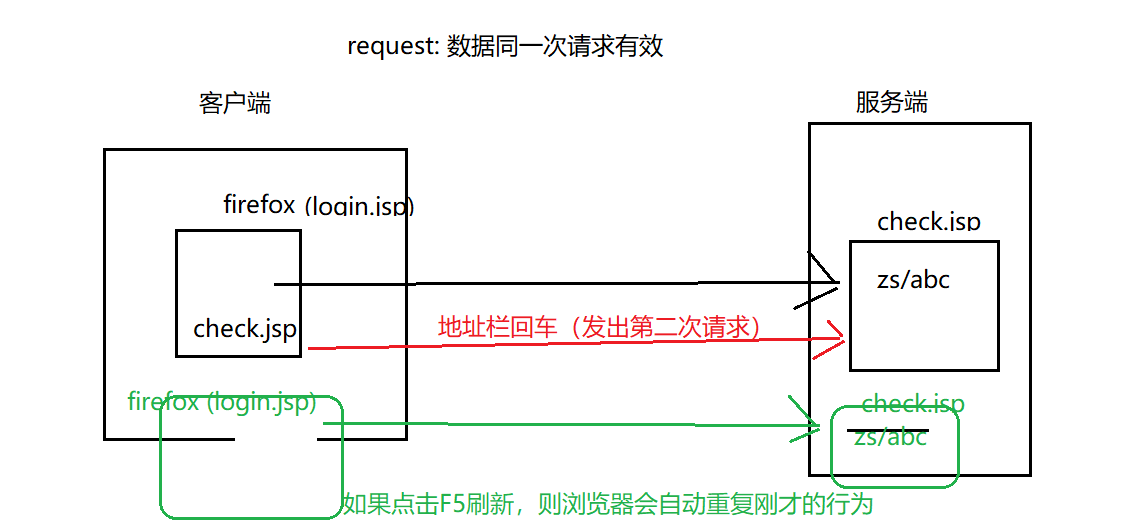 request: 数据同一次请求有效
客户端
服务端
firefox (login.jsp)
check.jsp
zs/abc
check.jsp
地址栏回车（发出第二次请求）
firefox (login.jsp)
check.jsp
zs/abc
如果点击F5刷新，则浏览器会自动重复刚才的行为